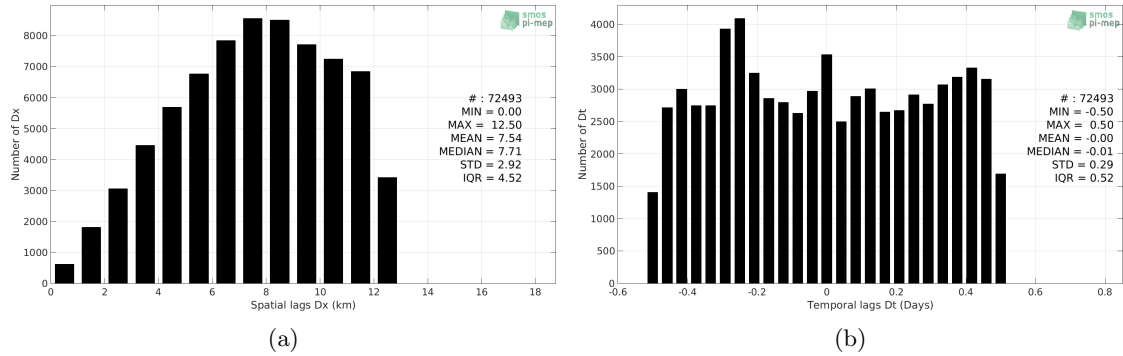 smos
pi-mep
8000
7000
6000
5000
4000
3000
2000
1000
0
Number of Dx
# : 72493
MIN = 0.00
MAX = 12.50
MEAN = 7.54
MEDIAN = 7.71
STD = 2.92
IQR = 4.52
0 2 4 6 8 10 12 14 16 18
Spatial lags Dx (km)
(a)
smos
pi-mep
4000
3500
3000
2500
2000
1500
1000
500
0
Number of Dt
# : 72493
MIN = -0.50
MAX = 0.50
MEAN = -0.00
MEDIAN = -0.01
STD = 0.29
IQR = 0.52
-0.6 -0.4 -0.2 0 0.2 0.4 0.6 0.8
Temporal lags Dt (Days)
(b)